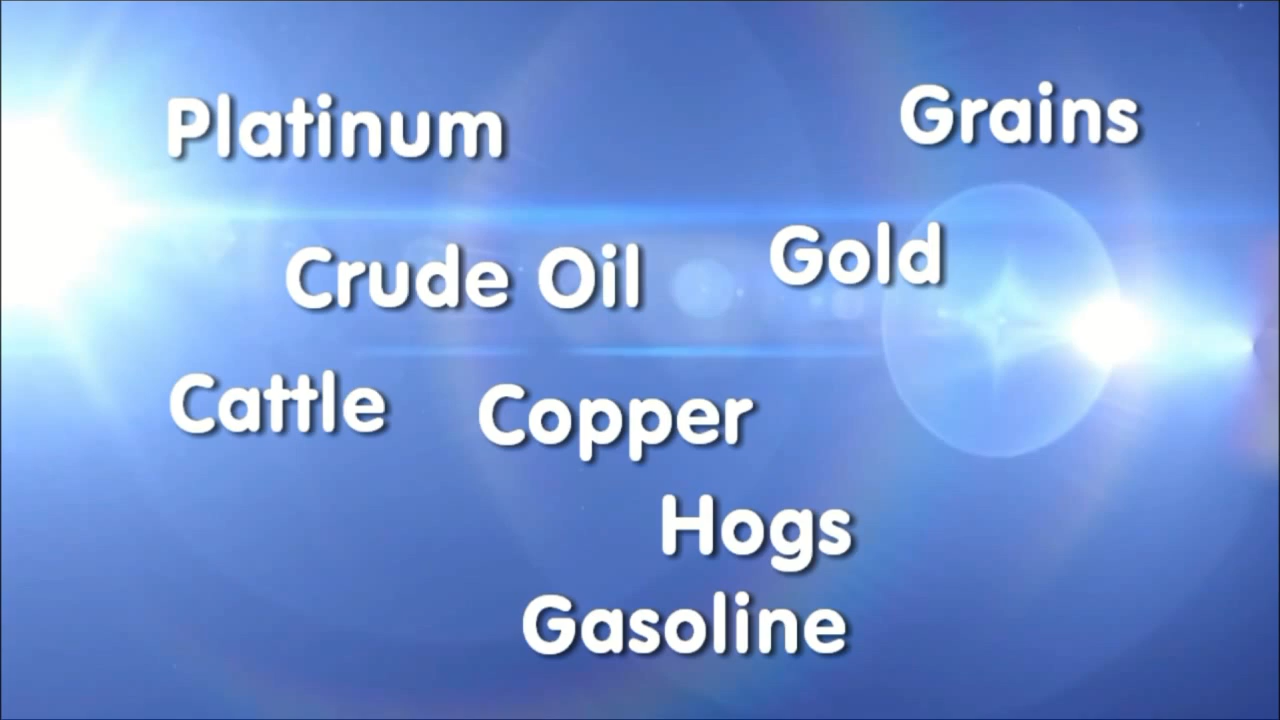 Platinum
Grains
Crude Oil
Gold
Cattle
Copper
Hogs
Gasoline